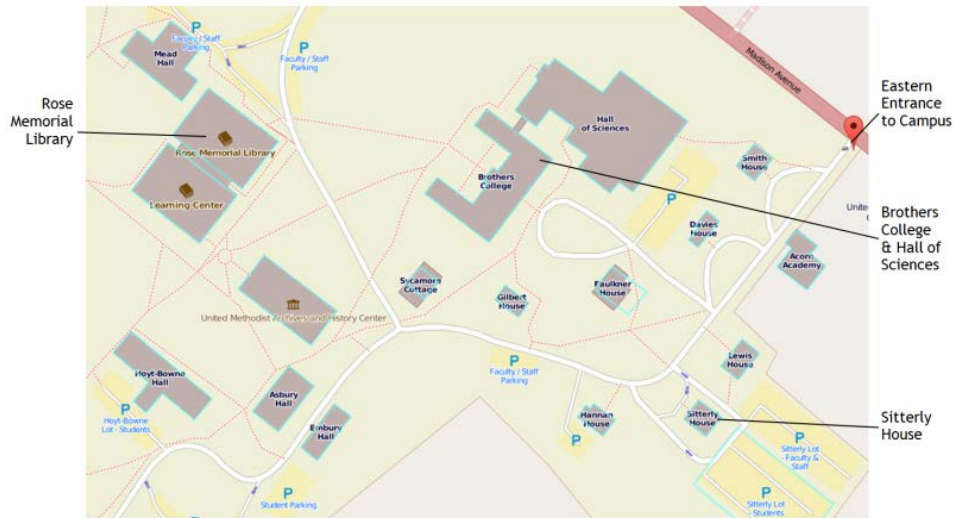 Mead
Hall
P
Faculty / Staff
Parking
P
Faculty / Staff
Parking
Madison Avenue
Eastern
Entrance
to Campus
Rose
Memorial
Library
Rose Memorial Library
Learning Center
Hall
of Sciences
Brothers
College
Smith
House
P
Davies
House
United
Acorn
Academy
Brothers
College
& Hall of
Sciences
Sycamore
Cottage
Gilbert
House
Faulkner
House
United Methodist Archives and History Center
Hoyt-Bowne
Hall
Asbury
Hall
Embury
Hall
P
Faculty / Staff
Parking
Lewis
House
P
Hoyt-Bowne
Lot - Students
Hannan
House
P
Sitterly
House
Sitterly
House
P
Sitterly Lot
- Faculty &
Staff
P
Student Parking
P
Sitterly Lot
Students
P